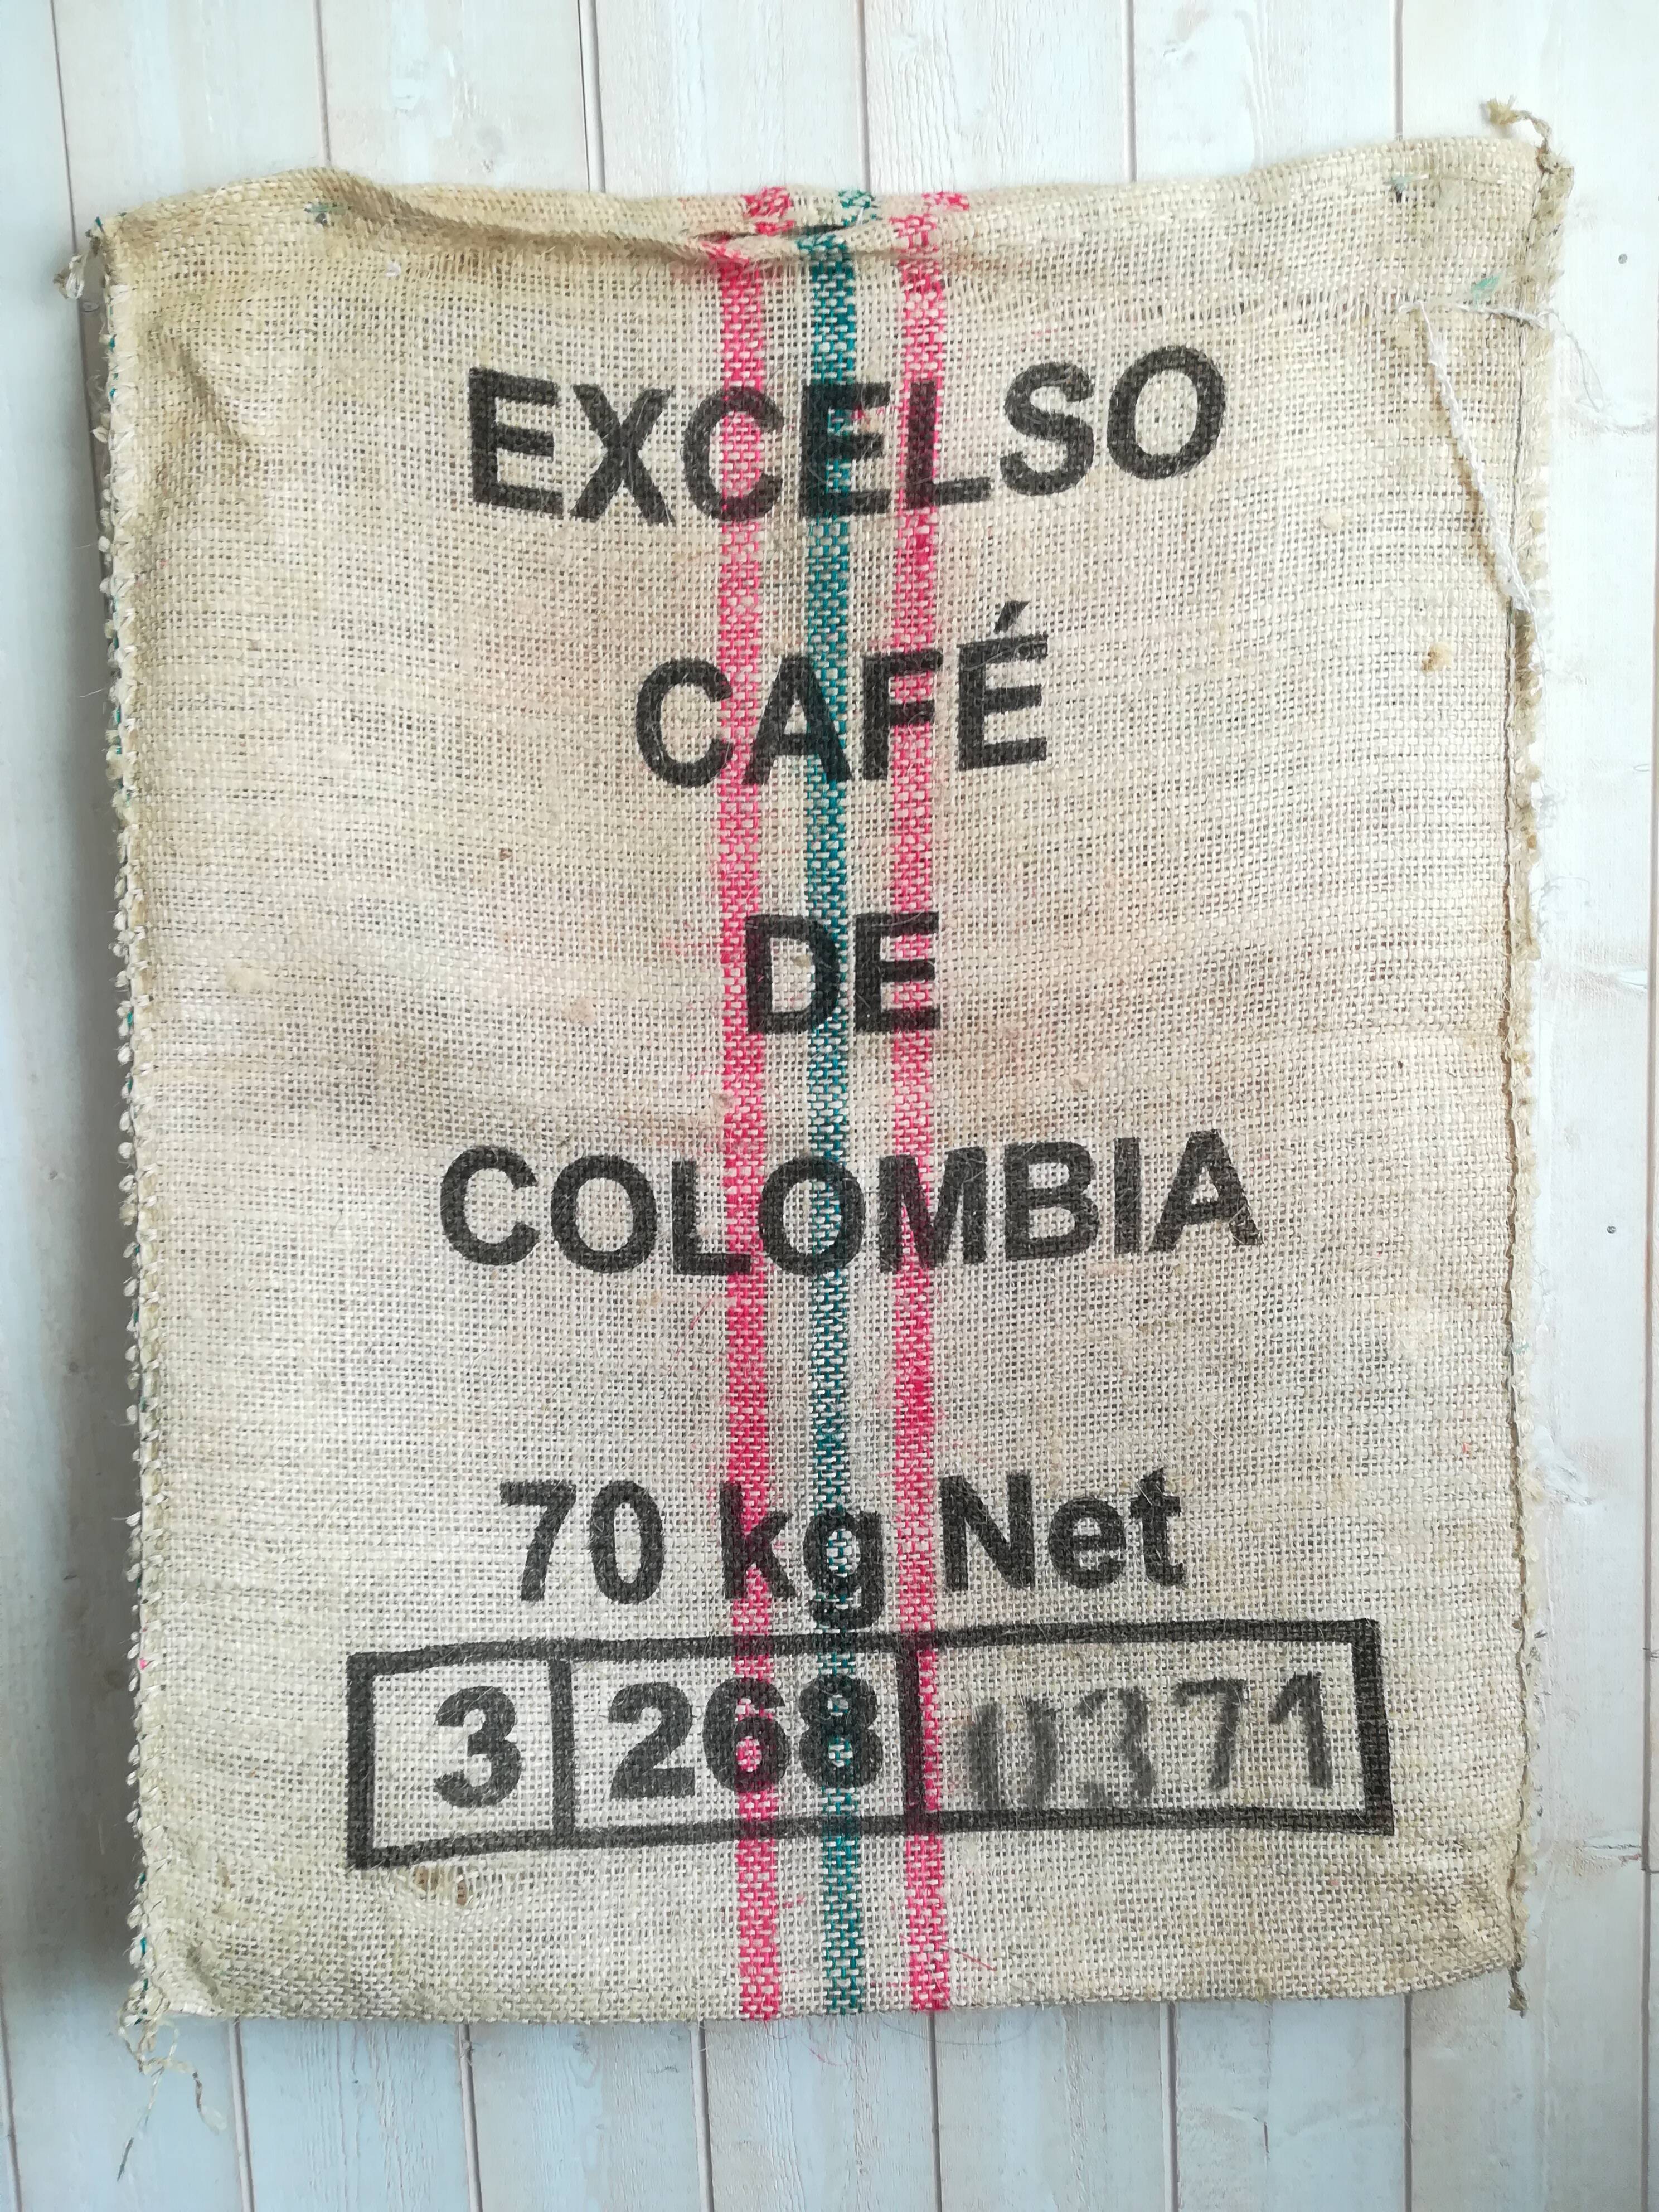 EXCELSO
CAFÉ
DE
COLOMBIA
70 kg Net
3 268 0371